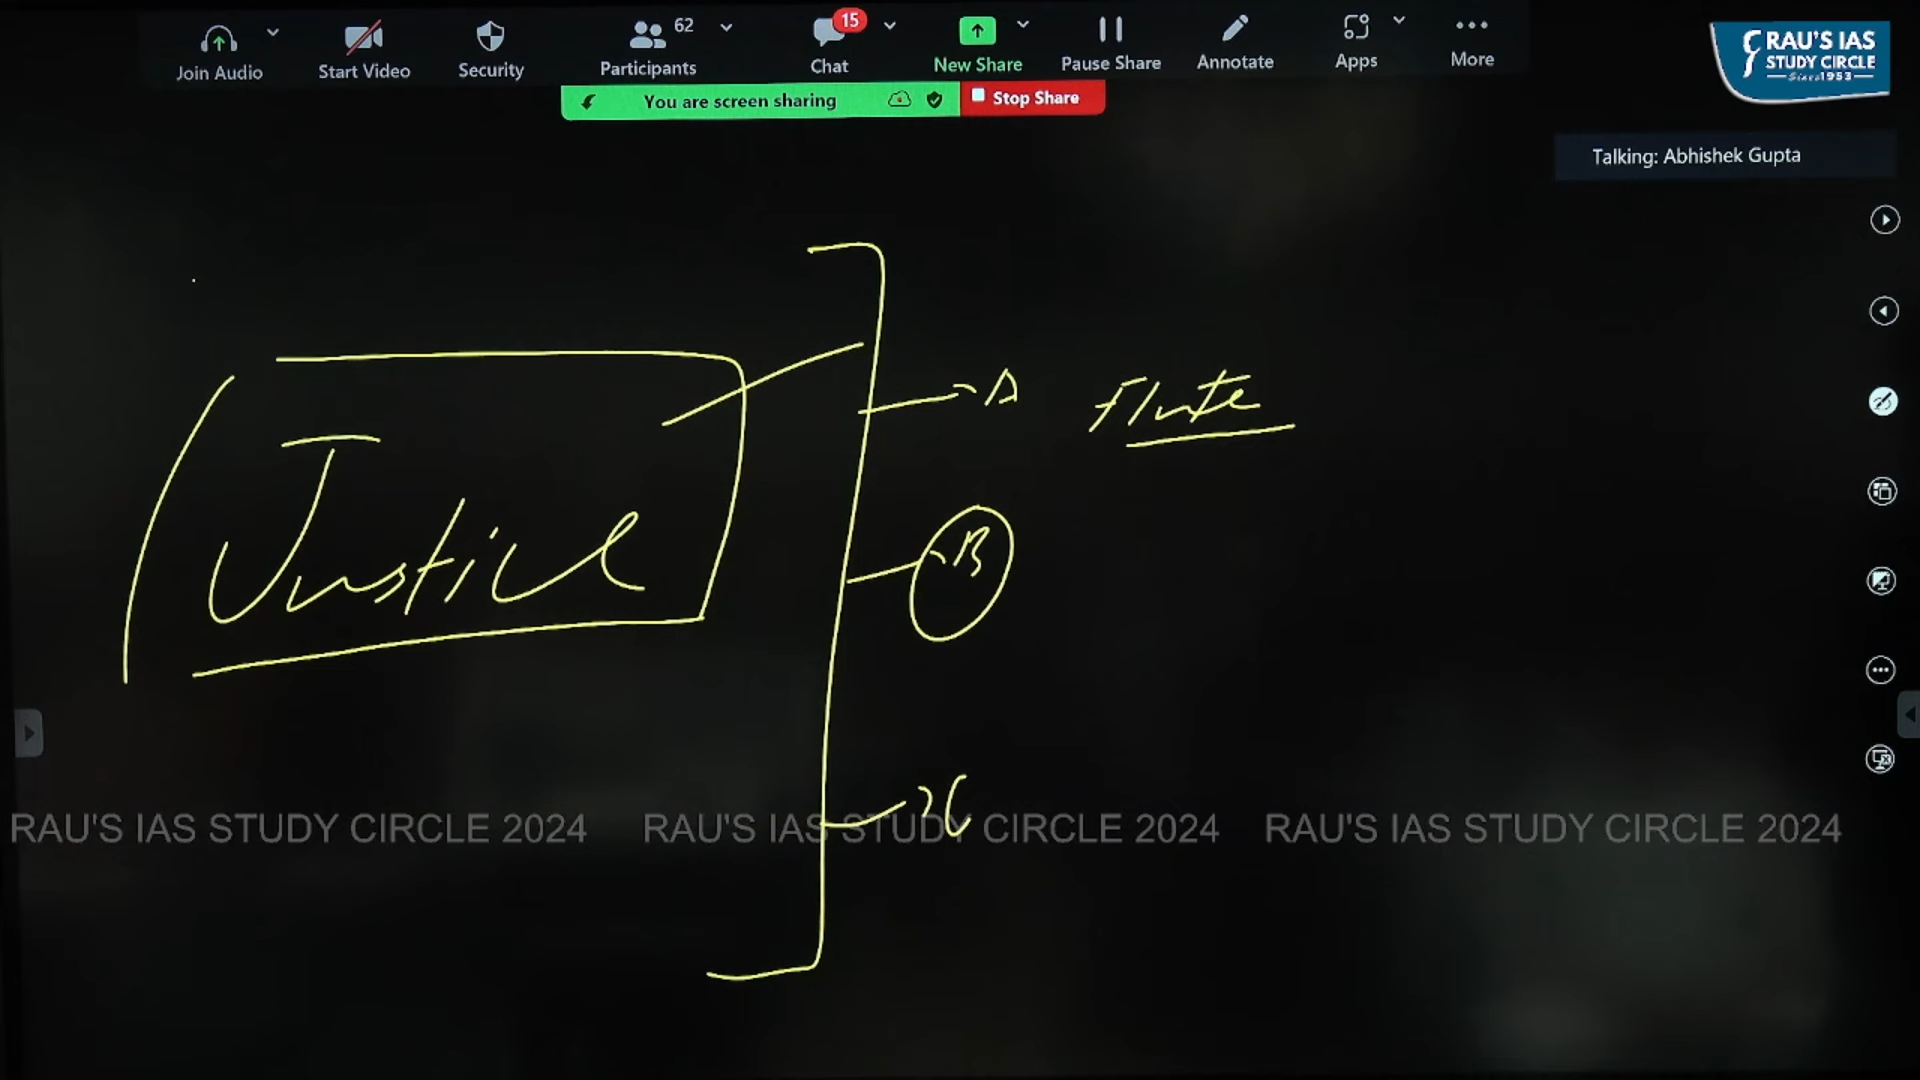 Join Audio
Start Video
Security
Participants
62
Chat
15
New Share
Pause Share
Annotate
Apps
More
You are screen sharing
Stop Share
RAU'S IAS
STUDY CIRCLE
Since 1953
Talking: Abhishek Gupta
Justice
A
Flute
B
C
RAU'S IAS STUDY CIRCLE 2024
RAU'S IAS STUDY CIRCLE 2024
RAU'S IAS STUDY CIRCLE 2024